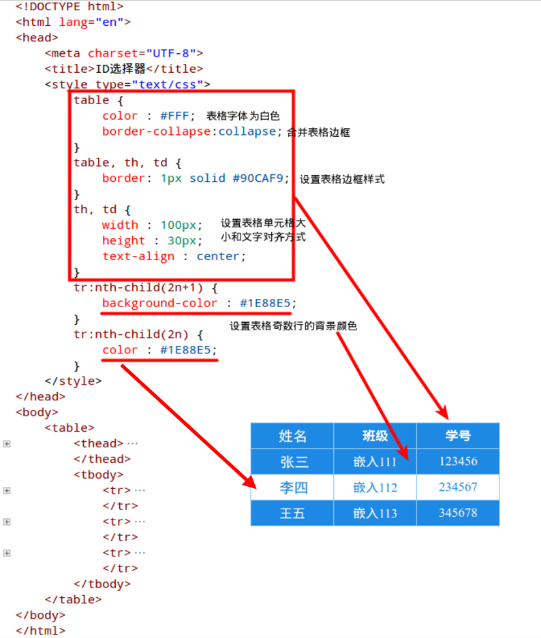 <!DOCTYPE html>
<html lang="en">
<head>
<meta charset="UTF-8">
<title>ID选择器</title>
<style type="text/css">
table {
color : #FFF; 表格字体为白色
border-collapse:collapse; 合并表格边框
}
table, th, td {
border: 1px solid #90CAF9; 设置表格边框样式
}
th, td {
width : 100px; 设置表格单元格大
height : 30px; 小和文字对齐方式
text-align : center;
}
tr:nth-child(2n+1) {
background-color : #1E88E5;
}
设置表格奇数行的背景颜色
tr:nth-child(2n) {
color : #1E88E5;
}
</style>
</head>
<body>
<table>
<thead> ...
</thead>
<tbody>
<tr> ...
</tr>
<tr> ...
</tr>
<tr> ...
</tr>
</tbody>
</table>
</body>
</html>
姓名 班级 学号
张三 嵌入111 123456
李四 嵌入112 234567
王五 嵌入113 345678